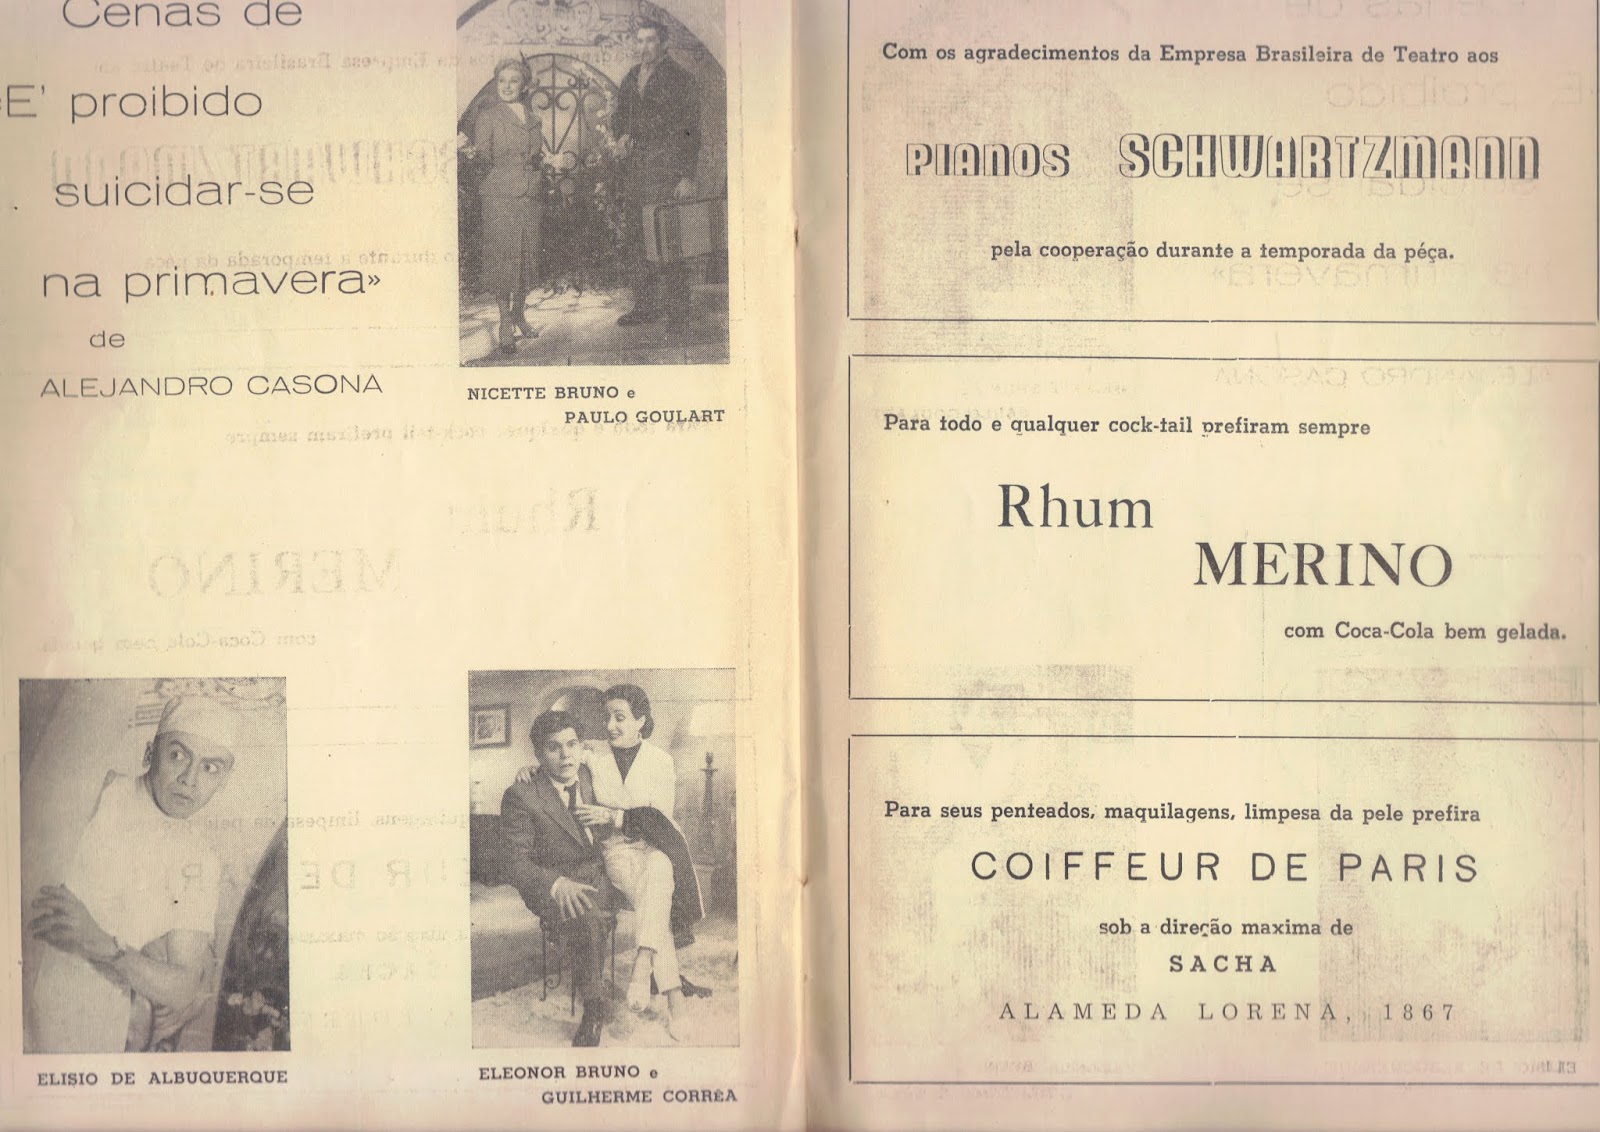 Cenas de
«E' proibido
suicidar-se
na primavera»
de
ALEJANDRO CASONA
NICETTE BRUNO e
PAULO GOULART
ELISIO DE ALBUQUERQUE
ELEONOR BRUNO e
GUILHERME CORRÊA
Com os agradecimentos da Empresa Brasileira de Teatro aos
PIANOS SCHWARTZMANN
pela cooperação durante a temporada da péça.
Para todo e qualquer cock-tail prefiram sempre
Rhum
MERINO
com Coca-Cola bem gelada.
Para seus penteados, maquilagens, limpesa da pele prefira
COIFFEUR DE PARIS
sob a direção maxima de
SACHA
ALAMEDA LORENA, 1867